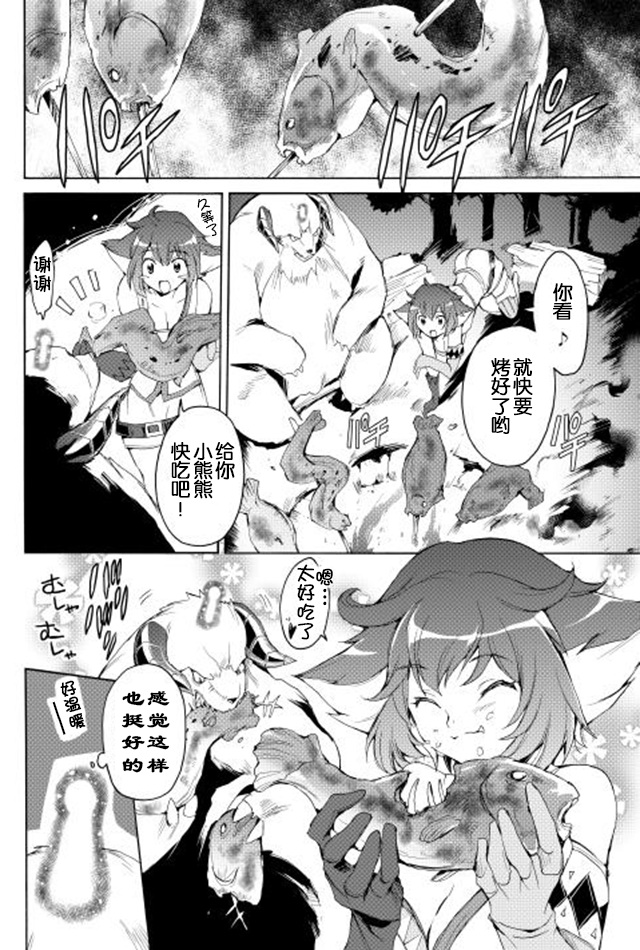 パチ
パチ
パチ
你看♪
就快要
烤好了哟
パチ
パチ
久等了
谢谢
给你
小熊熊
快吃吧！
嗯…
太好吃了
むしゃ
むしゃ
感觉这样
也挺好的
好温暖